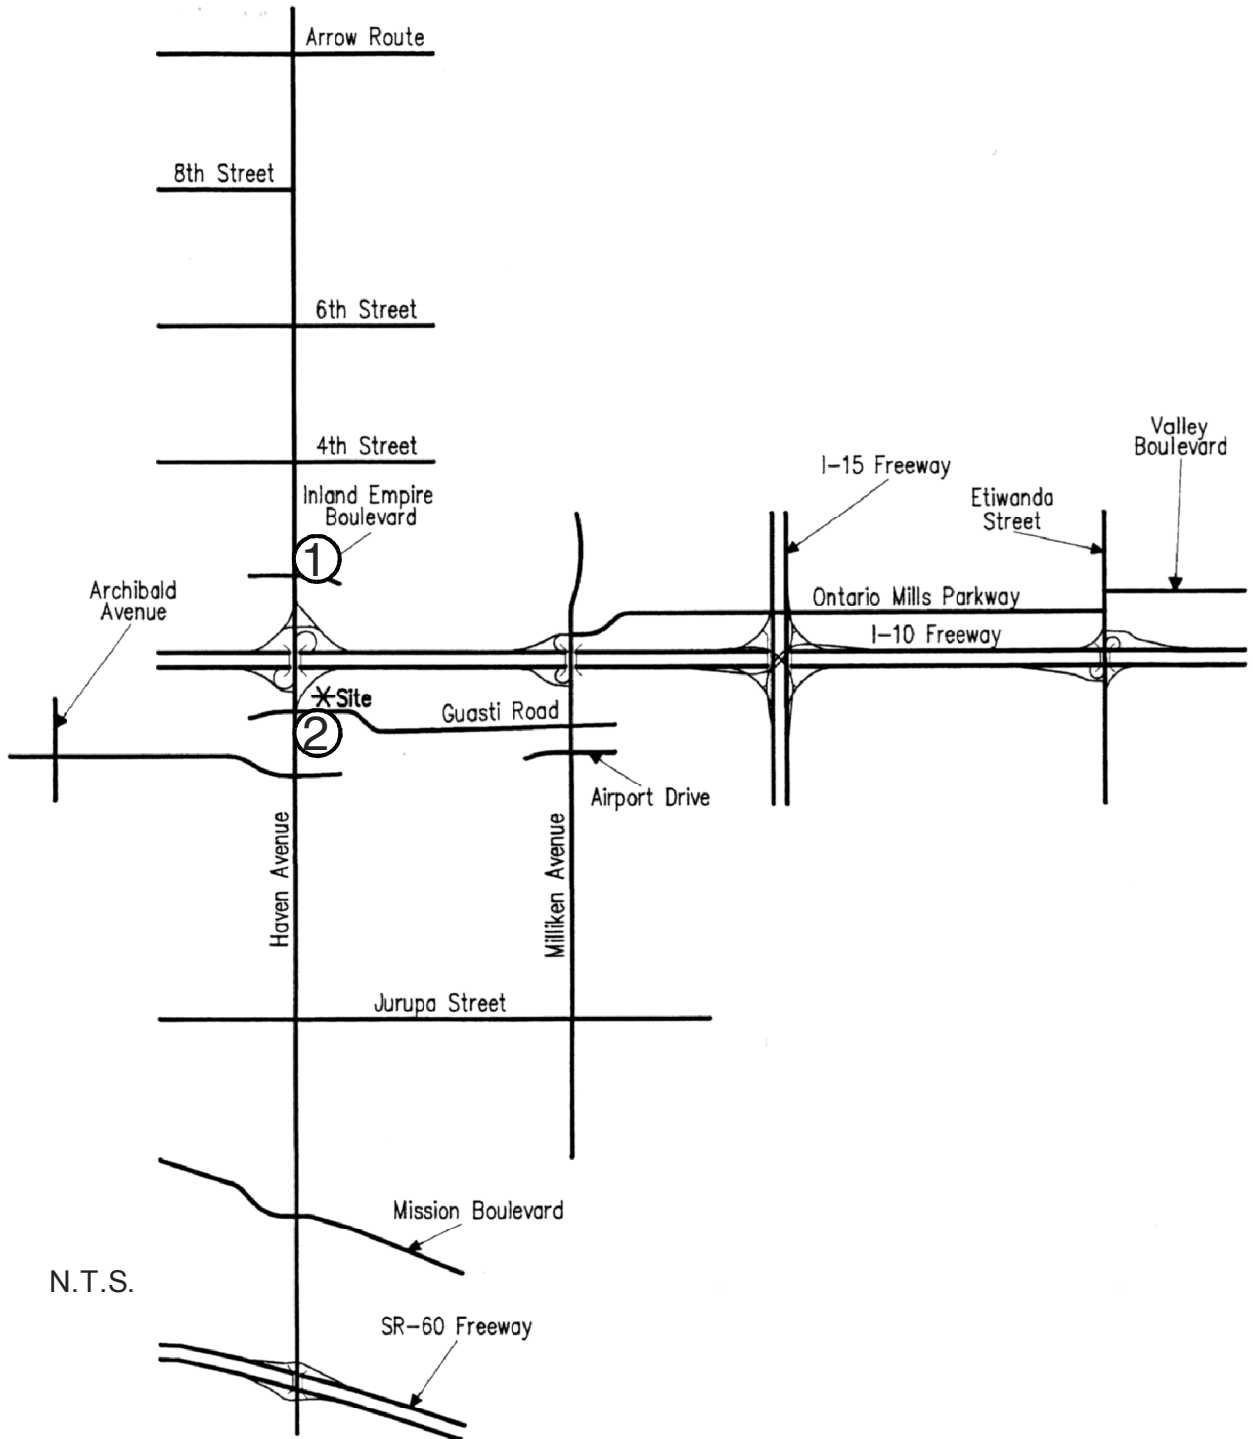 Arrow Route
8th Street
6th Street
4th Street
Valley
Boulevard
I-15 Freeway
Inland Empire
Boulevard
Etiwanda
Street
1
Archibald
Avenue
Ontario Mills Parkway
I-10 Freeway
Site
Guasti Road
2
Airport Drive
Haven Avenue
Milliken Avenue
Jurupa Street
Mission Boulevard
N.T.S.
SR-60 Freeway